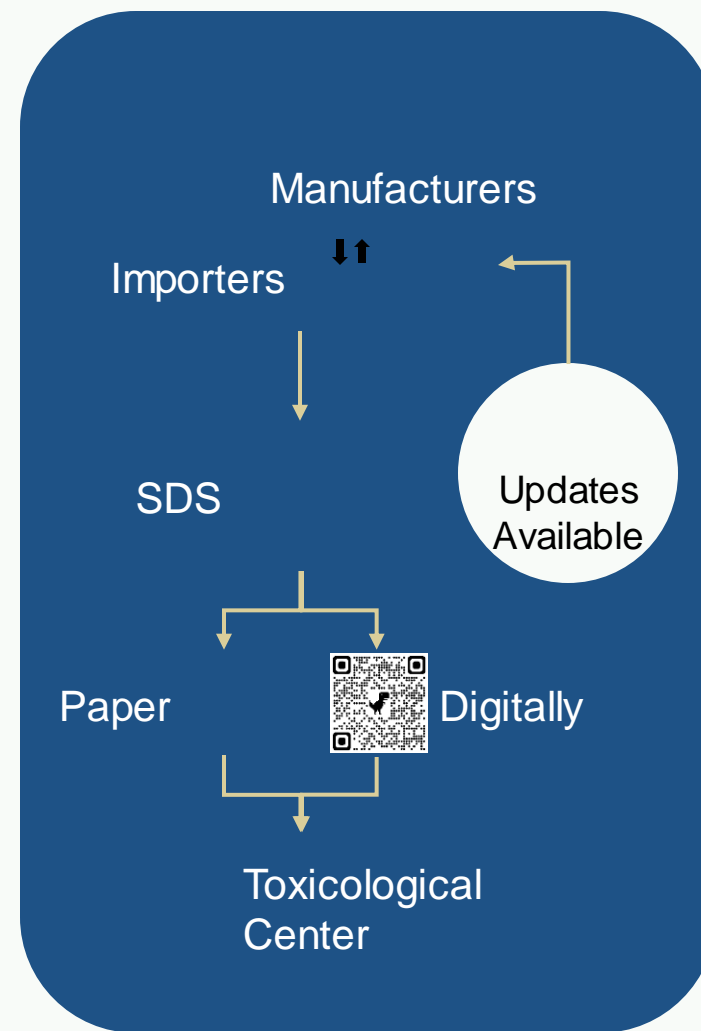 Manufacturers
Importers
SDS
Updates
Available
Paper
Digitally
Toxicological
Center